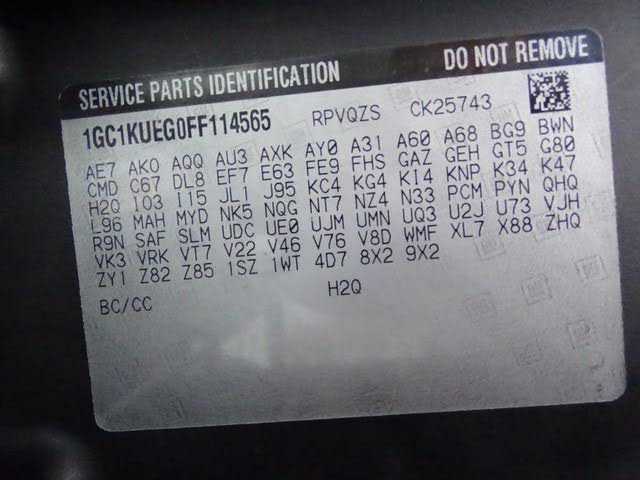 SERVICE PARTS IDENTIFICATION DO NOT REMOVE
1GC1KUEG0FF114565 RPVQZS CK25743
AE7 AKO AQQ AU3 AXK AY0 A31 A60 A68 BG9 BWN
CMD C67 DL8 EF7 E63 FE9 FHS GAZ GEH GT5 G80
H2Q IO3 I15 JL1 J95 KC4 KG4 K14 KNP K34 K47
L96 MAH MYD NK5 NQG NT7 NZ4 N33 PCM PYN QHQ
R9N SAF SLM UDC UE0 UJM UMN UQ3 U2J U73 VJH
VK3 VRK VT7 V22 V46 V76 V8D WMF XL7 X88 ZHQ
ZY1 Z82 Z85 1SZ 1WT 4D7 8X2 9X2
BC/CC H2Q